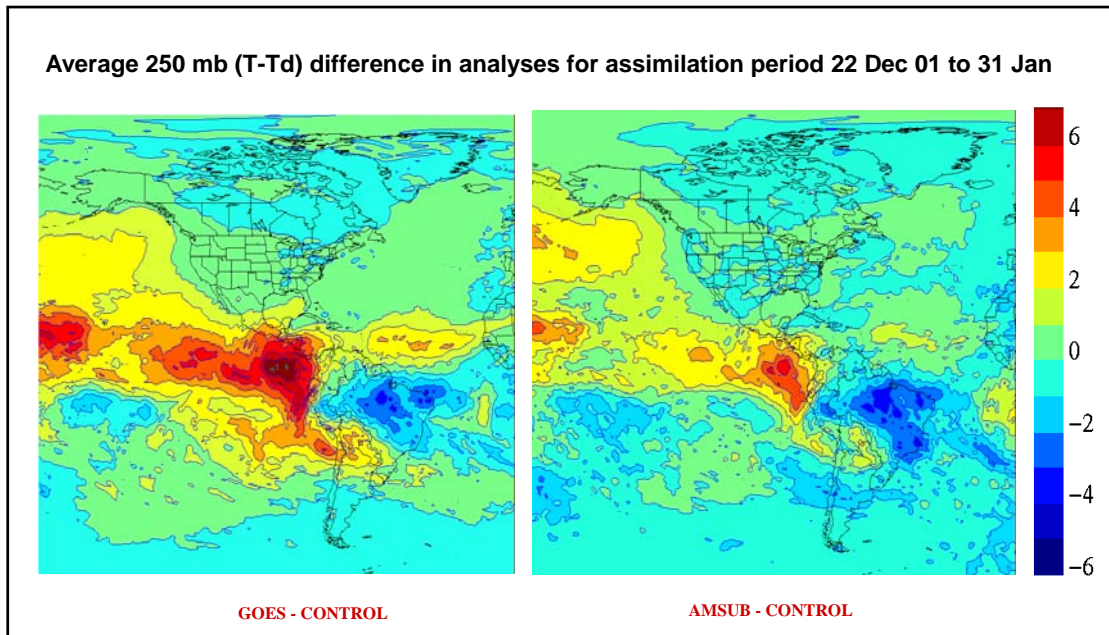 Average 250 mb (T-Td) difference in analyses for assimilation period 22 Dec 01 to 31 Jan
6
4
2
0
−2
−4
−6
GOES - CONTROL
AMSUB - CONTROL